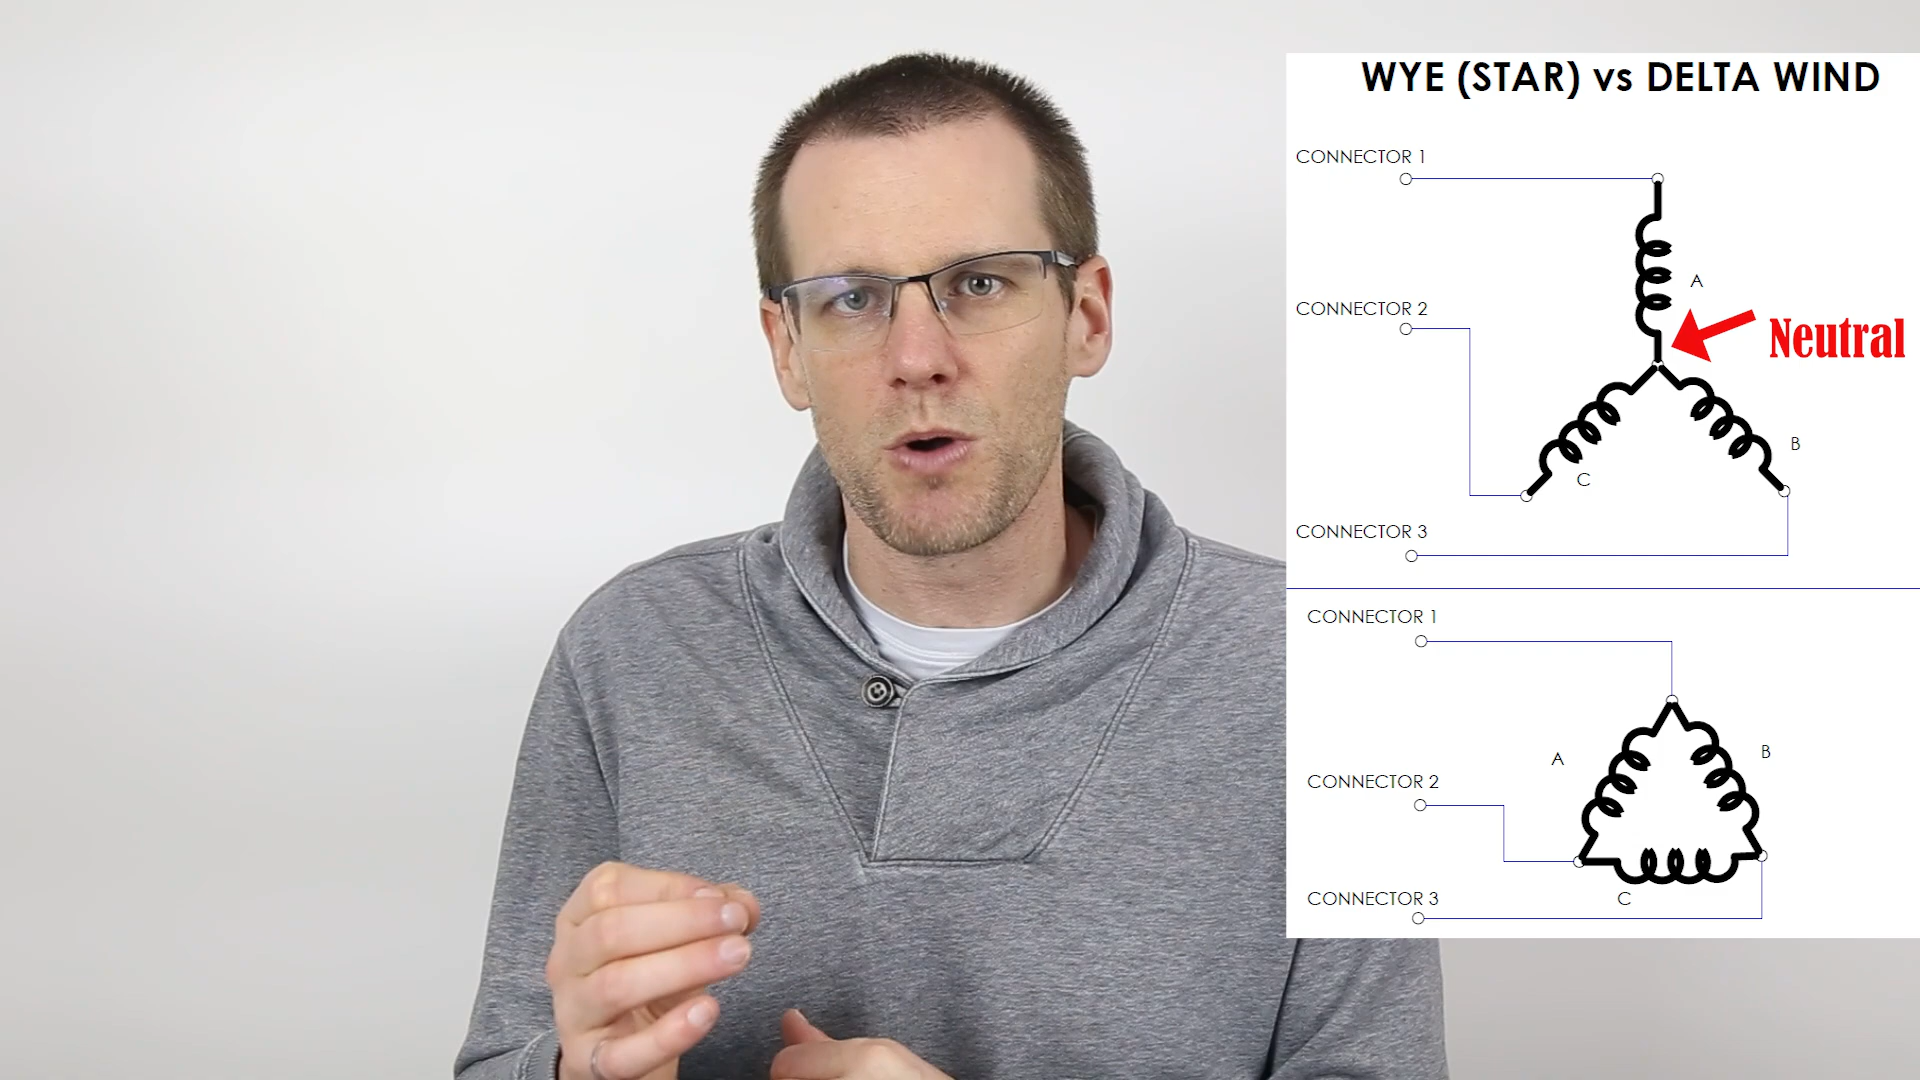 WYE (STAR) vs DELTA WIND
CONNECTOR 1
A
CONNECTOR 2
Neutral
B
C
CONNECTOR 3
CONNECTOR 1
A
B
CONNECTOR 2
C
CONNECTOR 3